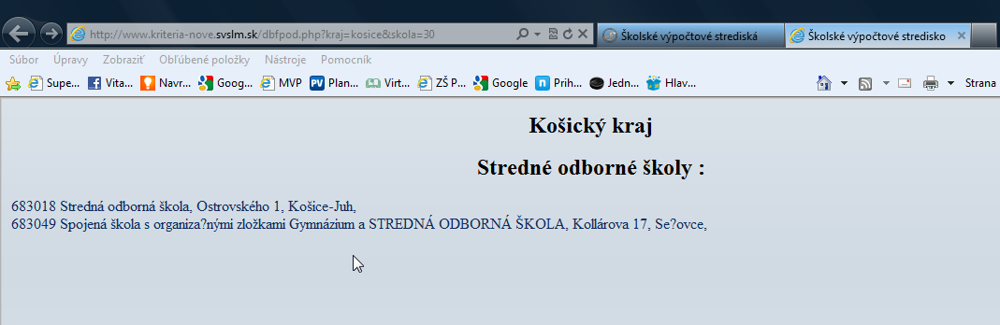 http://www.kriteria-nove.svslm.sk/dbfpod.php?kraj=kosice&skola=30
Školské výpočtové strediská
Školské výpočtové stredisko
Súbor Úpravy Zobraziť Obľúbené položky Nástroje Pomocník
Supe... Vita... Navr... Goog... MVP Plan... Virt... ZŠ P... Google Prih... Jedn... Hlav... Strana
Košický kraj
Stredné odborné školy :
683018 Stredná odborná škola, Ostrovského 1, Košice-Juh,
683049 Spojená škola s organiza?nými zložkami Gymnázium a STREDNÁ ODBORNÁ ŠKOLA, Kollárova 17, Se?ovce,